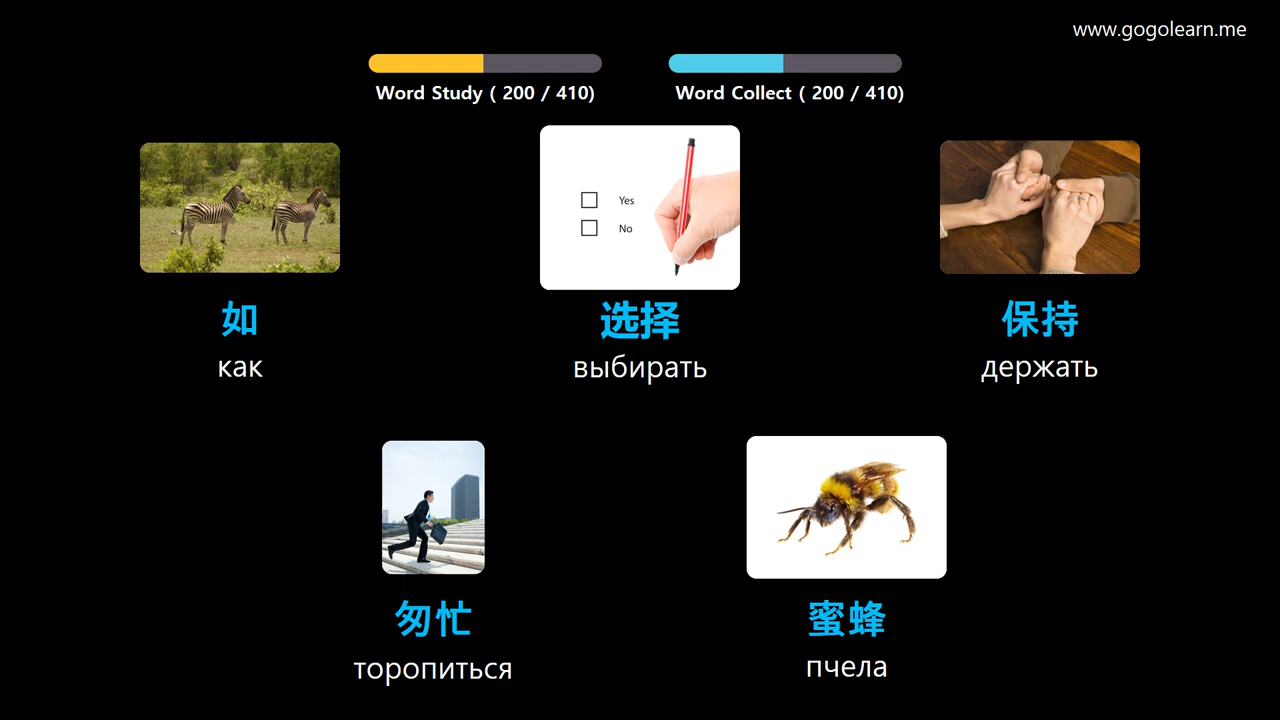 www.gogolearn.me
Word Study ( 200 / 410)
Word Collect ( 200 / 410)
Yes
No
如
как
选择
выбирать
保持
держать
匆忙
торопиться
蜜蜂
пчела